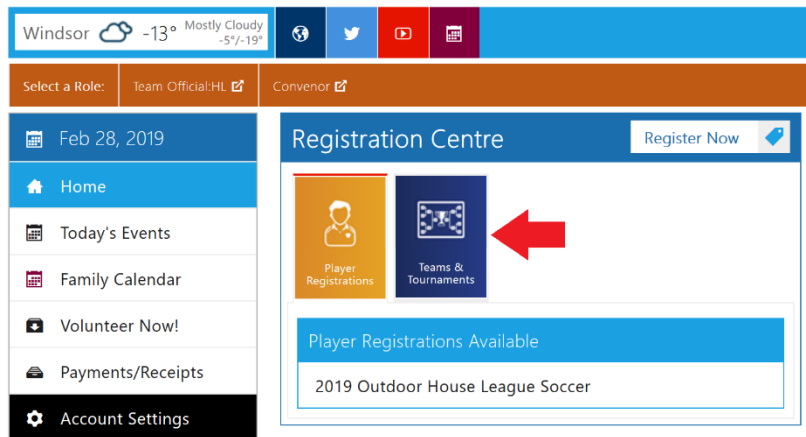 Windsor -13° Mostly Cloudy
-5°/-19°
Select a Role: Team Official:HL Convenor
Feb 28, 2019
Home
Today's Events
Family Calendar
Volunteer Now!
Payments/Receipts
Account Settings
Registration Centre Register Now
Player
Registrations
Teams &
Tournaments
Player Registrations Available
2019 Outdoor House League Soccer